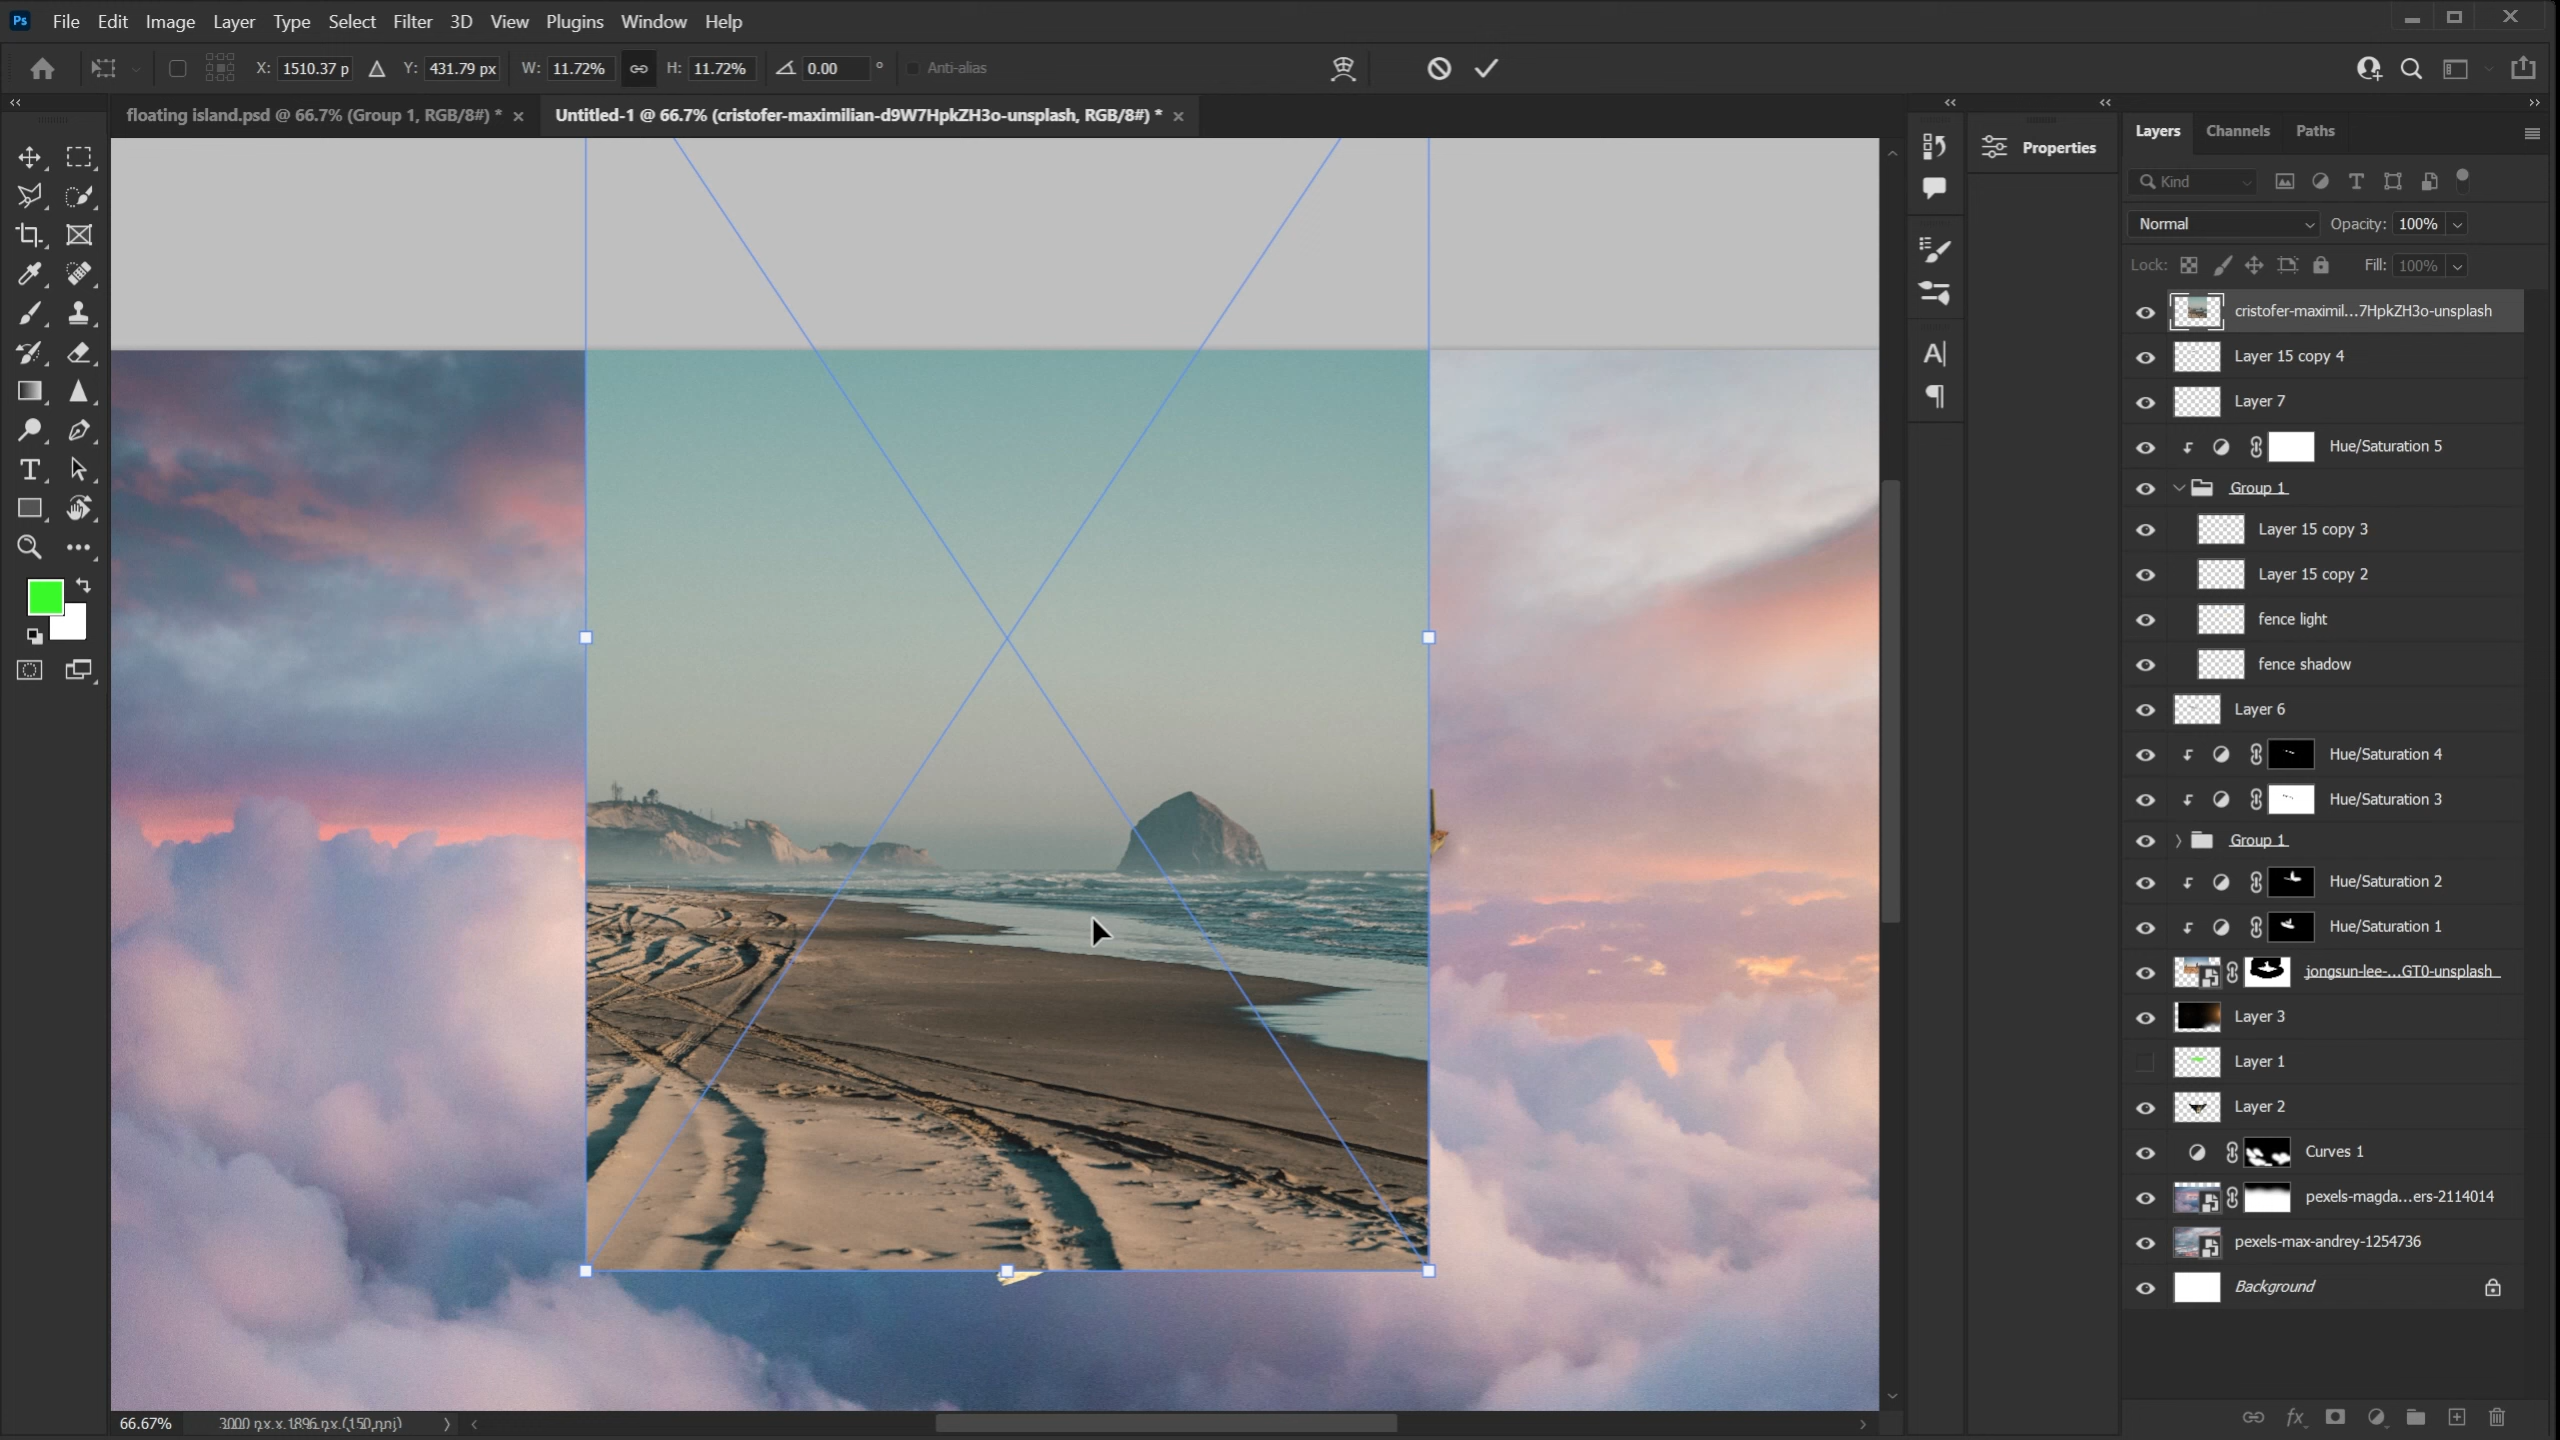 Ps File Edit Image Layer Type Select Filter 3D View Plugins Window Help
X: 1510.37 p Y: 431.79 px W: 11.72% H: 11.72% 0.00 ° Anti-alias
floating island.psd @ 66.7% (Group 1, RGB/8#) * Untitled-1 @ 66.7% (cristofer-maximilian-d9W7HpkZH3o-unsplash, RGB/8#) *
Properties
Layers Channels Paths
Kind
Normal Opacity: 100%
Lock: Fill: 100%
cristofer-maximil...7HpkZH3o-unsplash
Layer 15 copy 4
Layer 7
Hue/Saturation 5
Group 1
Layer 15 copy 3
Layer 15 copy 2
fence light
fence shadow
Layer 6
Hue/Saturation 4
Hue/Saturation 3
Group 1
Hue/Saturation 2
Hue/Saturation 1
jongsun-lee-...GT0-unsplash
Layer 3
Layer 1
Layer 2
Curves 1
pexels-magda...ers-2114014
pexels-max-andrey-1254736
Background
66.67% 3000 px x 1896 px (150 ppi)